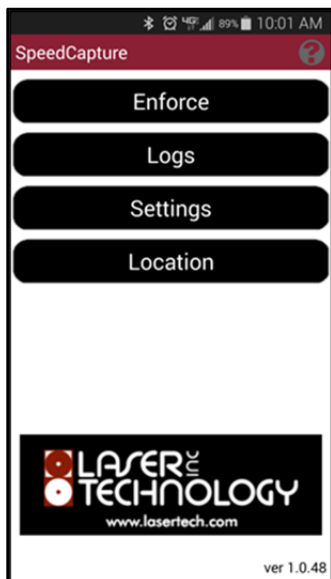 4G 89% 10:01 AM
SpeedCapture ?
Enforce
Logs
Settings
Location
LASER INC
TECHNOLOGY
www.lasertech.com
ver 1.0.48